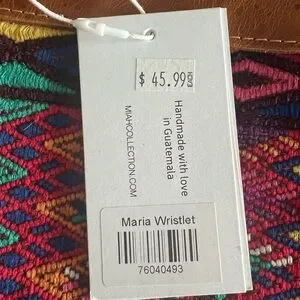 $ 45.99
Handmade with love
in Guatemala
MIAHCOLLECTION.COM
Maria Wristlet
76040493